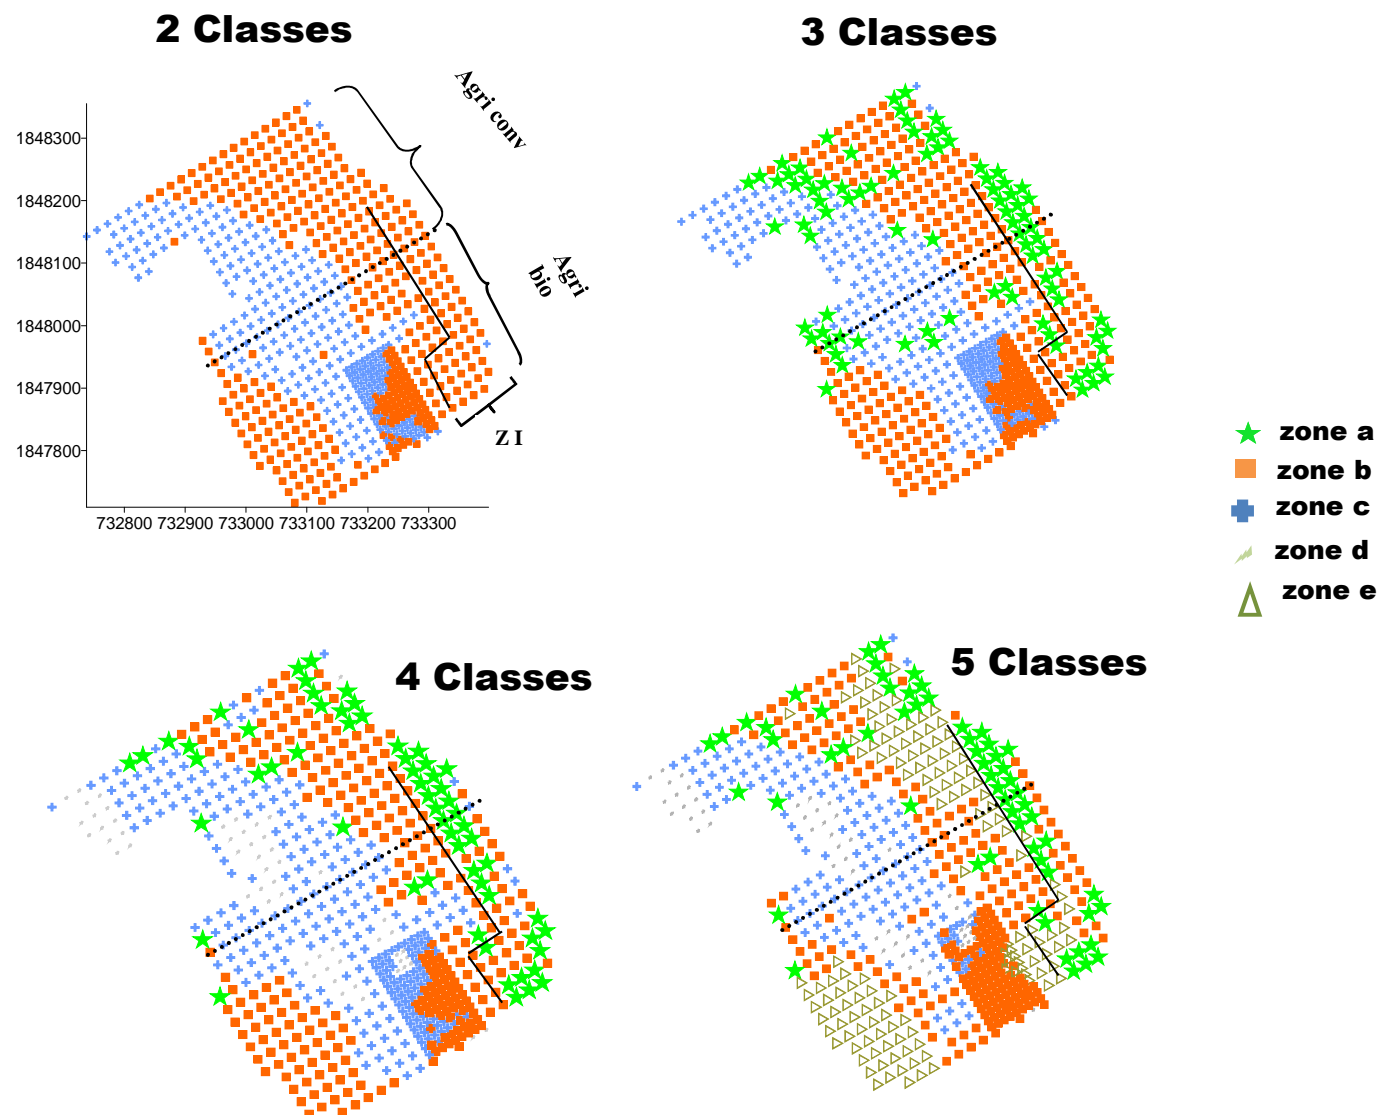 2 Classes
3 Classes
Agri conv
1848300
1848200
1848100
1848000
1847900
1847800
Agri
bio
Z I
732800 732900 733000 733100 733200 733300
zone a
zone b
zone c
zone d
zone e
4 Classes
5 Classes